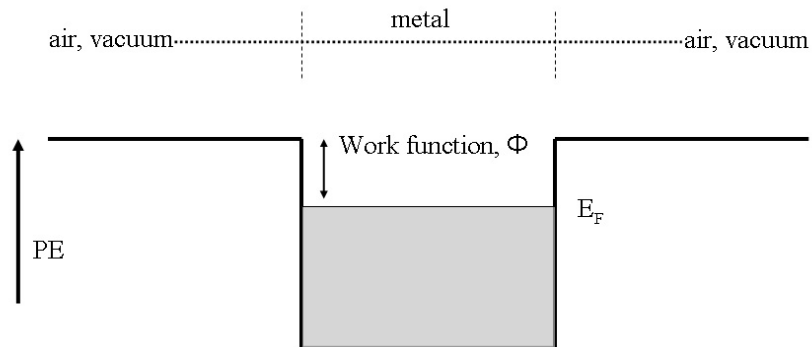 metal
air, vacuum
air, vacuum
Work function, Φ
E_F
PE